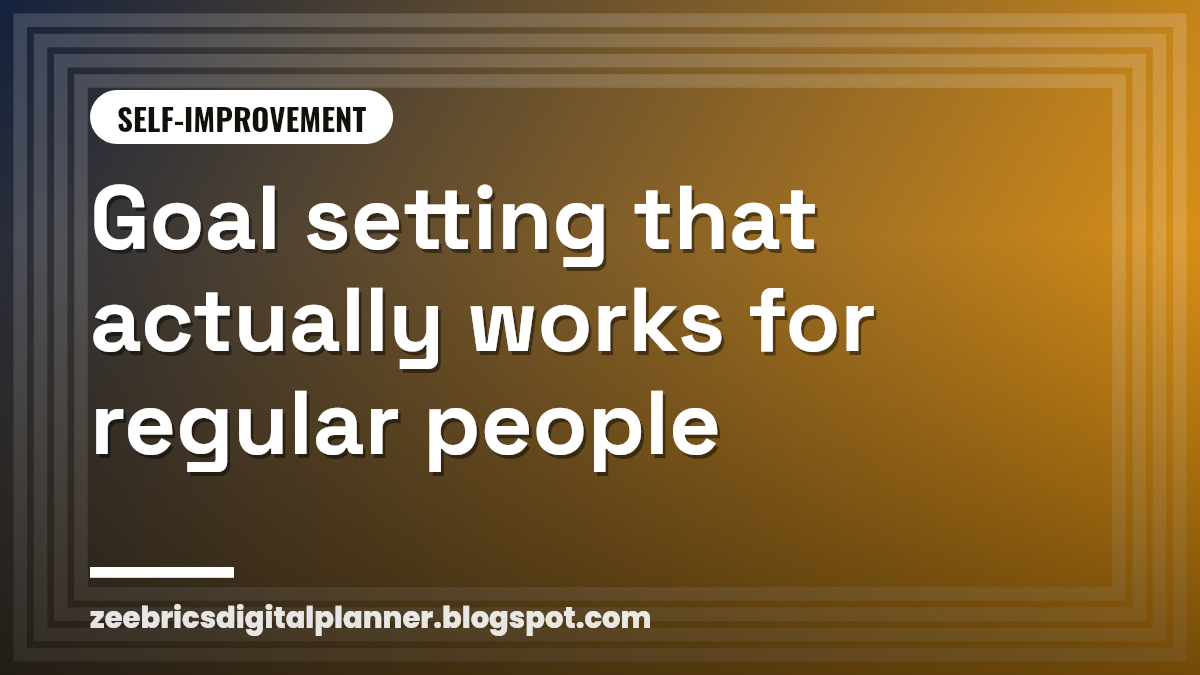 SELF-IMPROVEMENT
Goal setting that
actually works for
regular people
zeebricsdigitalplanner.blogspot.com